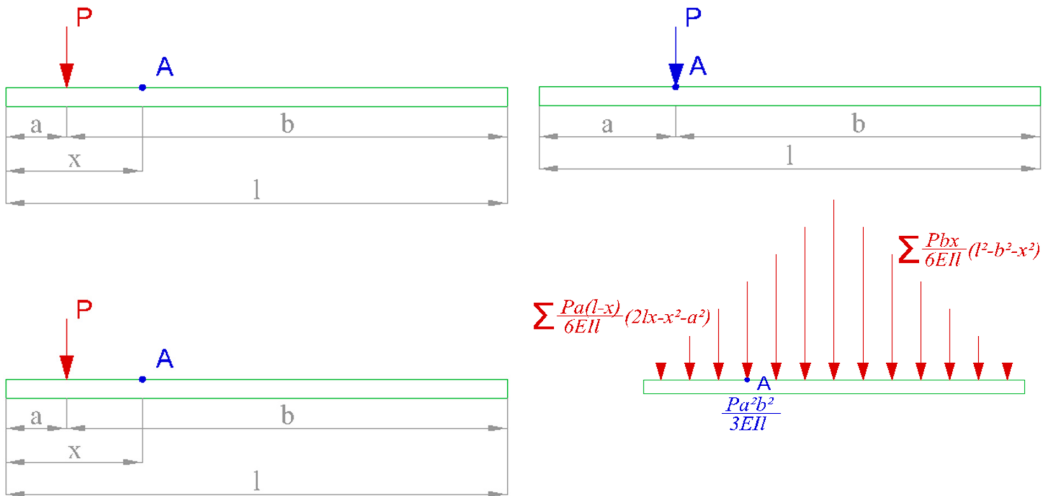 P
A
a
b
x
l
P
A
a
b
l
P
A
a
b
x
l
∑ Pa(l-x)/6EIl (2lx-x²-a²)
∑ Pbx/6EIl (l²-b²-x²)
A
Pa²b²/3EIl